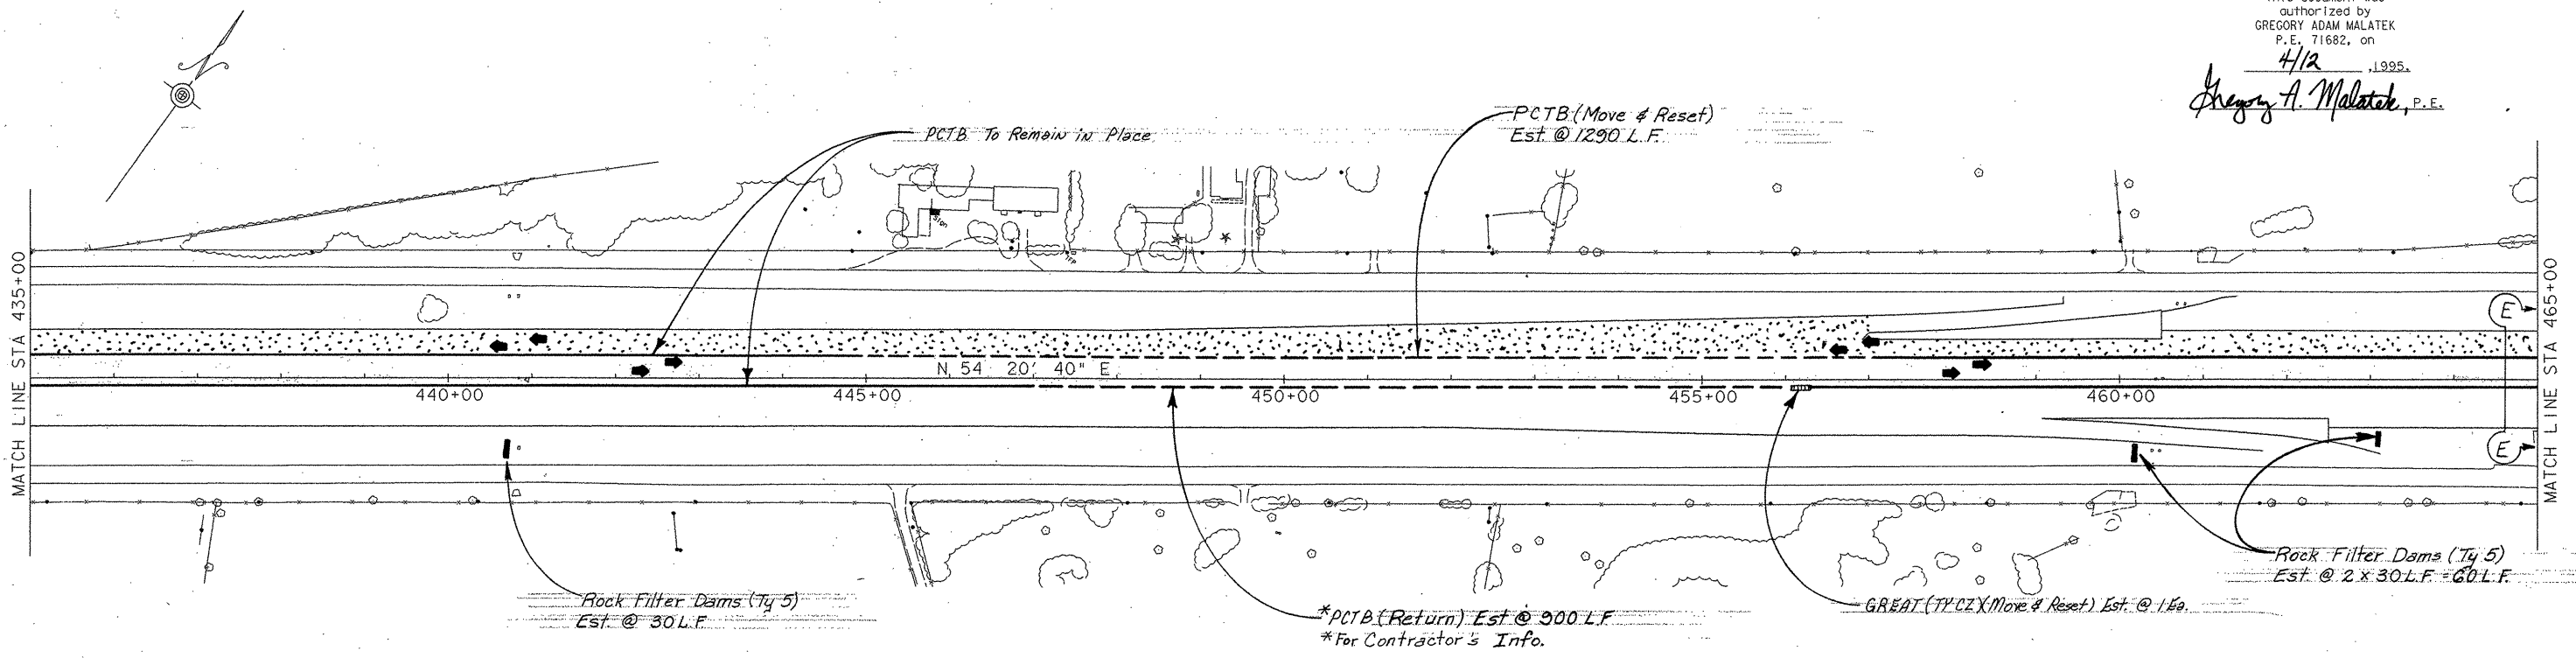 authorized by
GREGORY ADAM MALATEK
P.E. 71682, on
4/12 ,1995.
Gregory A. Malatek, P.E.
PCTB To Remain in Place
PCTB (Move & Reset)
Est. @ 1290 L.F.
MATCH LINE STA 435+00
MATCH LINE STA 465+00
E
N 54 20' 40" E
440+00
445+00
450+00
455+00
460+00
E
Rock Filter Dams (Ty 5)
Est. @ 30 L.F.
*PCTB (Return) Est @ 900 L.F
*For Contractor's Info.
GREAT (TY CZ)(Move & Reset) Est. @ 1 Ea.
Rock Filter Dams (Ty 5)
Est. @ 2 x 30 L.F. = 60 L.F.